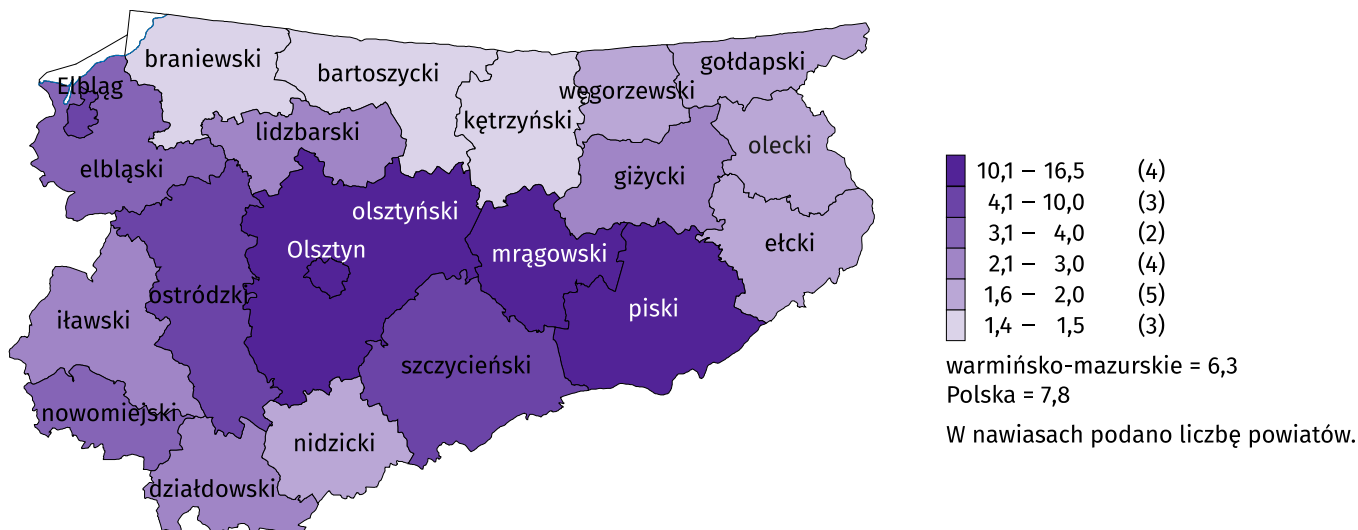 braniewski
bartoszycki
gołdapski
Elbląg
węgorzewski
kętrzyński
lidzbarski
olecki
elbląski
giżycki
olsztyński
Olsztyn
mrągowski
ełcki
ostródzki
piski
iławski
szczycieński
nowomiejski
nidzicki
działdowski
10,1 – 16,5 (4)
4,1 – 10,0 (3)
3,1 – 4,0 (2)
2,1 – 3,0 (4)
1,6 – 2,0 (5)
1,4 – 1,5 (3)
warmińsko-mazurskie = 6,3
Polska = 7,8
W nawiasach podano liczbę powiatów.